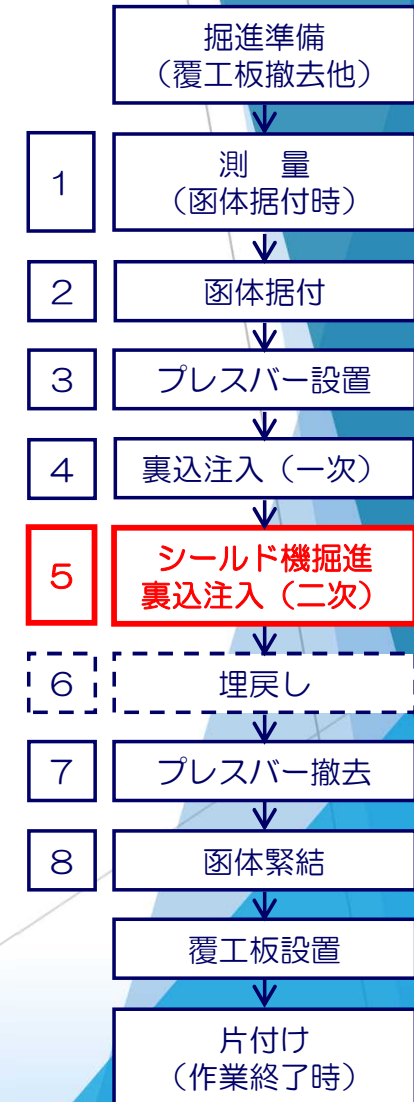 掘進準備
（覆工板撤去他）
１
測　量
（函体据付時）
２
函体据付
３
プレスバー設置
４
裏込注入（一次）
５
シールド機掘進
裏込注入（二次）
６
埋戻し
７
プレスバー撤去
８
函体緊結
覆工板設置
片付け
（作業終了時）